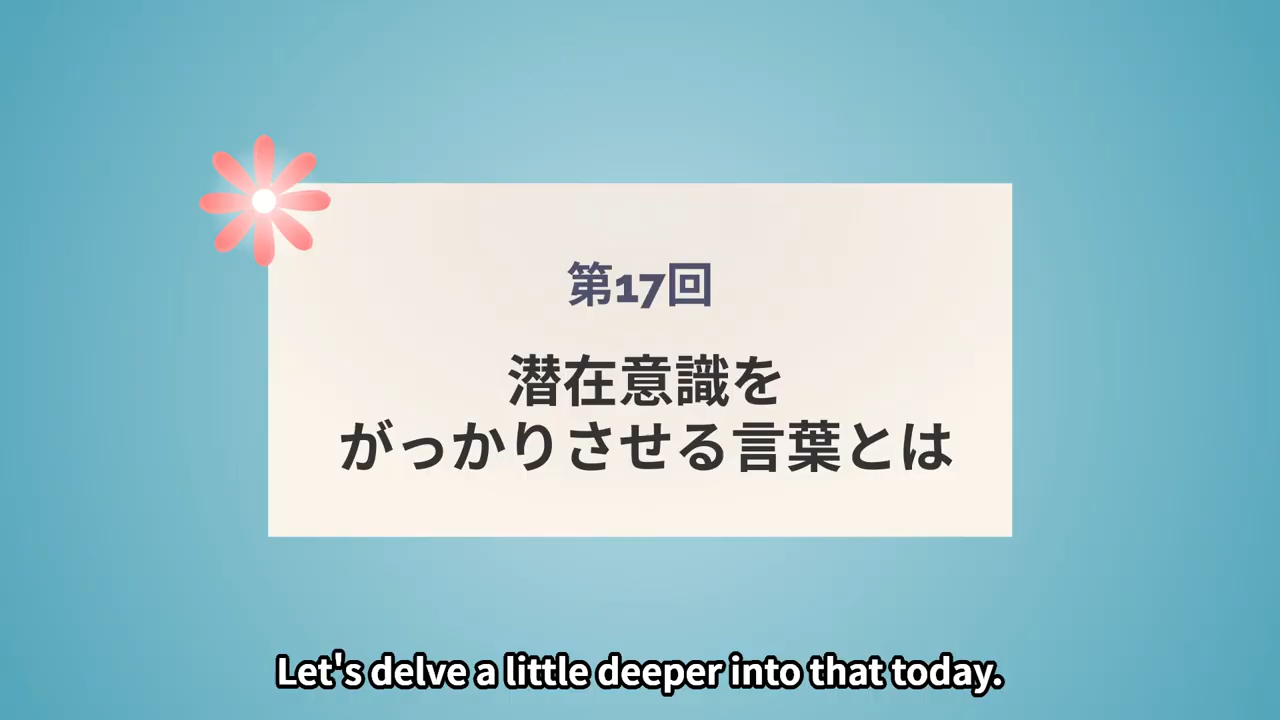 第17回
潜在意識を
がっかりさせる言葉とは
Let's delve a little deeper into that today.